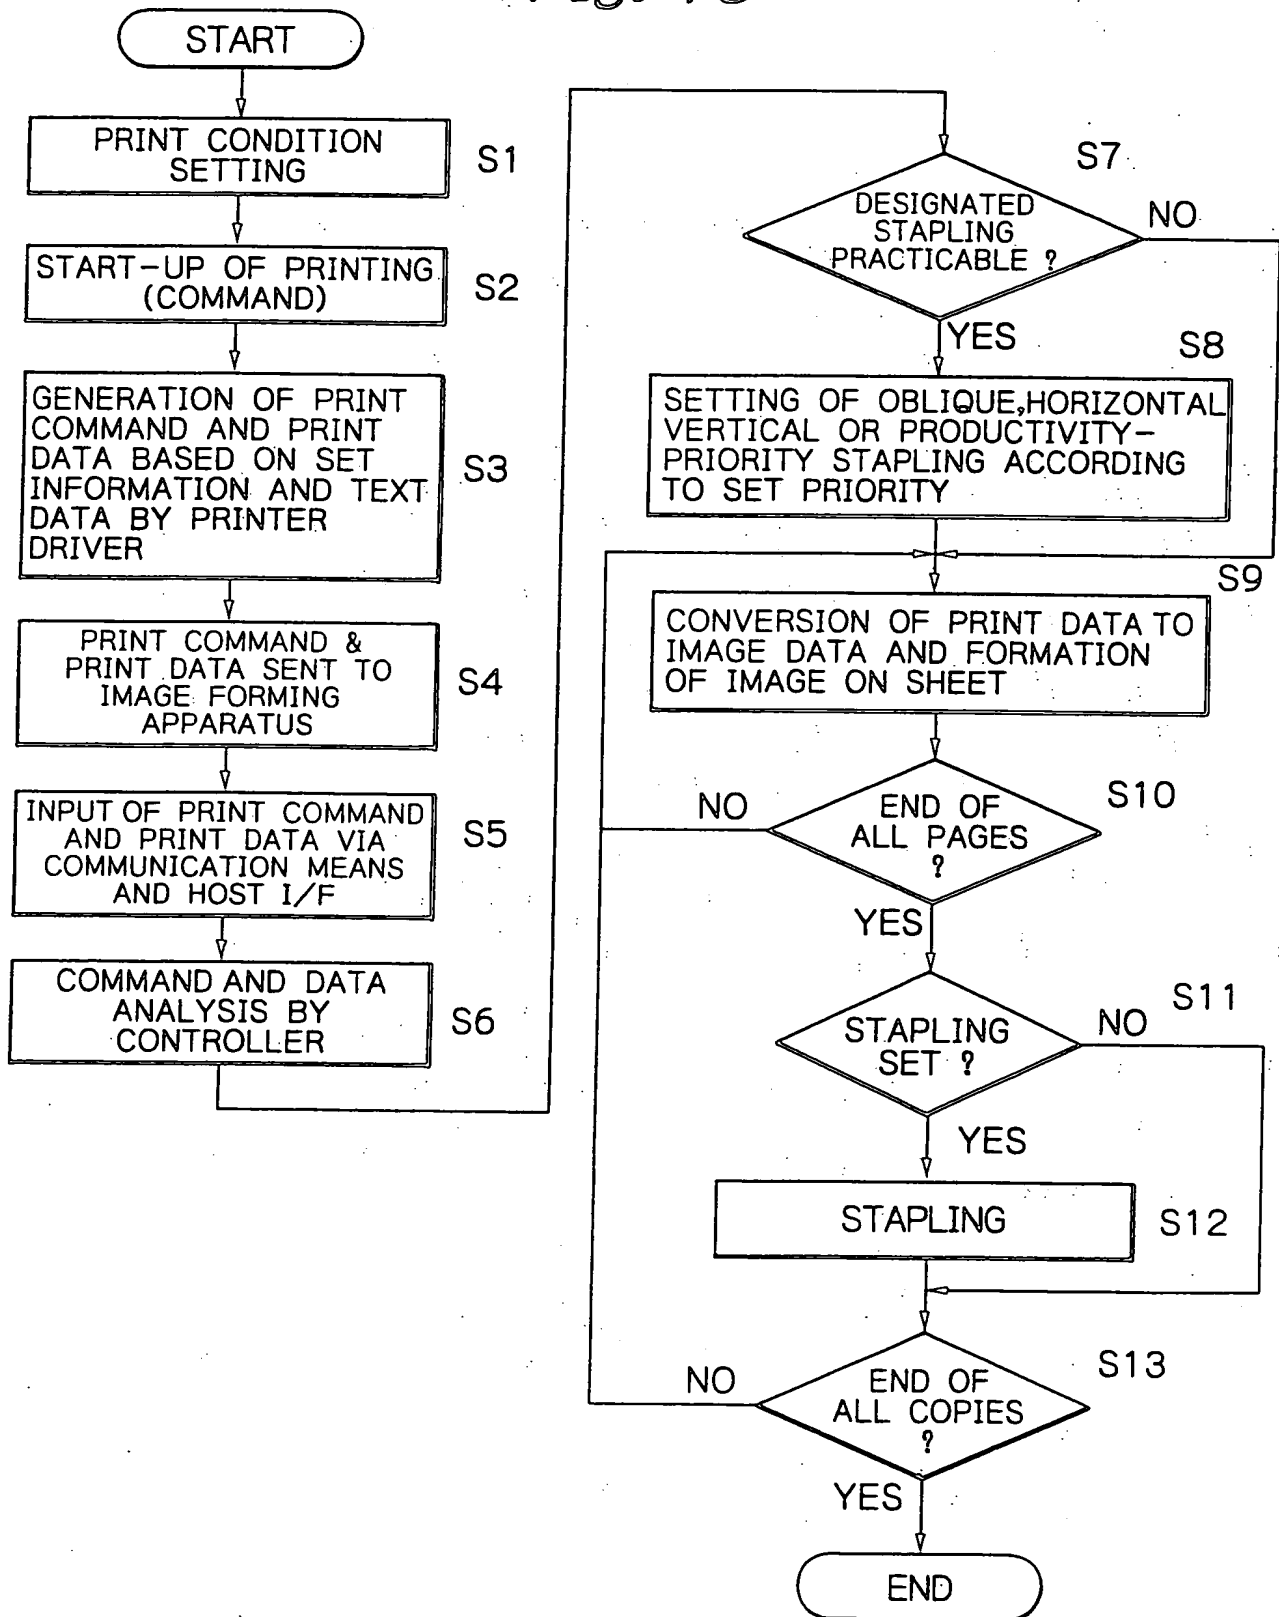 START
PRINT CONDITION
SETTING
S1
START-UP OF PRINTING
(COMMAND)
S2
GENERATION OF PRINT
COMMAND AND PRINT
DATA BASED ON SET
INFORMATION AND TEXT
DATA BY PRINTER
DRIVER
S3
PRINT COMMAND &
PRINT DATA SENT TO
IMAGE FORMING
APPARATUS
S4
INPUT OF PRINT COMMAND
AND PRINT DATA VIA
COMMUNICATION MEANS
AND HOST I/F
S5
COMMAND AND DATA
ANALYSIS BY
CONTROLLER
S6
S7
DESIGNATED
STAPLING
PRACTICABLE ?
NO
YES
S8
SETTING OF OBLIQUE,HORIZONTAL
VERTICAL OR PRODUCTIVITY-
PRIORITY STAPLING ACCORDING
TO SET PRIORITY
S9
CONVERSION OF PRINT DATA TO
IMAGE DATA AND FORMATION
OF IMAGE ON SHEET
S10
END OF
ALL PAGES
?
NO
YES
S11
STAPLING
SET ?
NO
YES
STAPLING
S12
S13
END OF
ALL COPIES
?
NO
YES
END